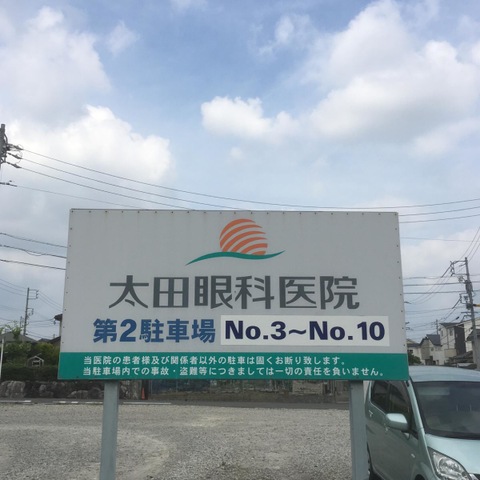 太田眼科医院
第2駐車場 No.3〜No.10
当医院の患者様及び関係者以外の駐車は固くお断り致します。
当駐車場内での事故・盗難等につきましては一切の責任を負いません。